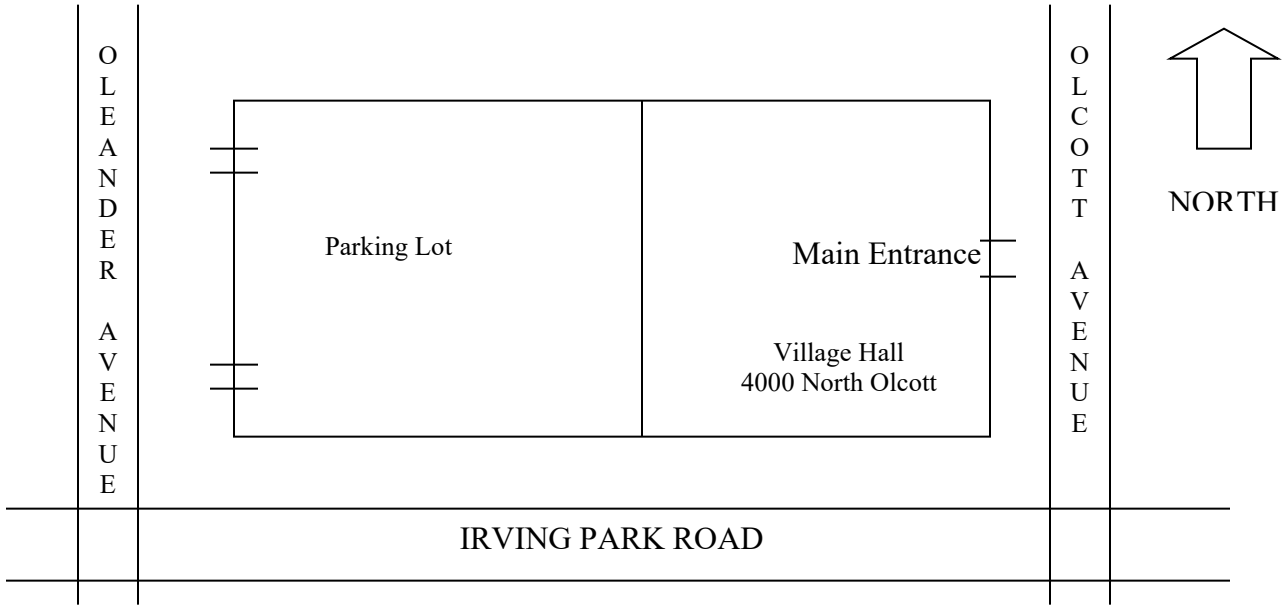 OLEANDER AVENUE
Parking Lot
Main Entrance
Village Hall
4000 North Olcott
OLCOTT AVENUE
NORTH
IRVING PARK ROAD